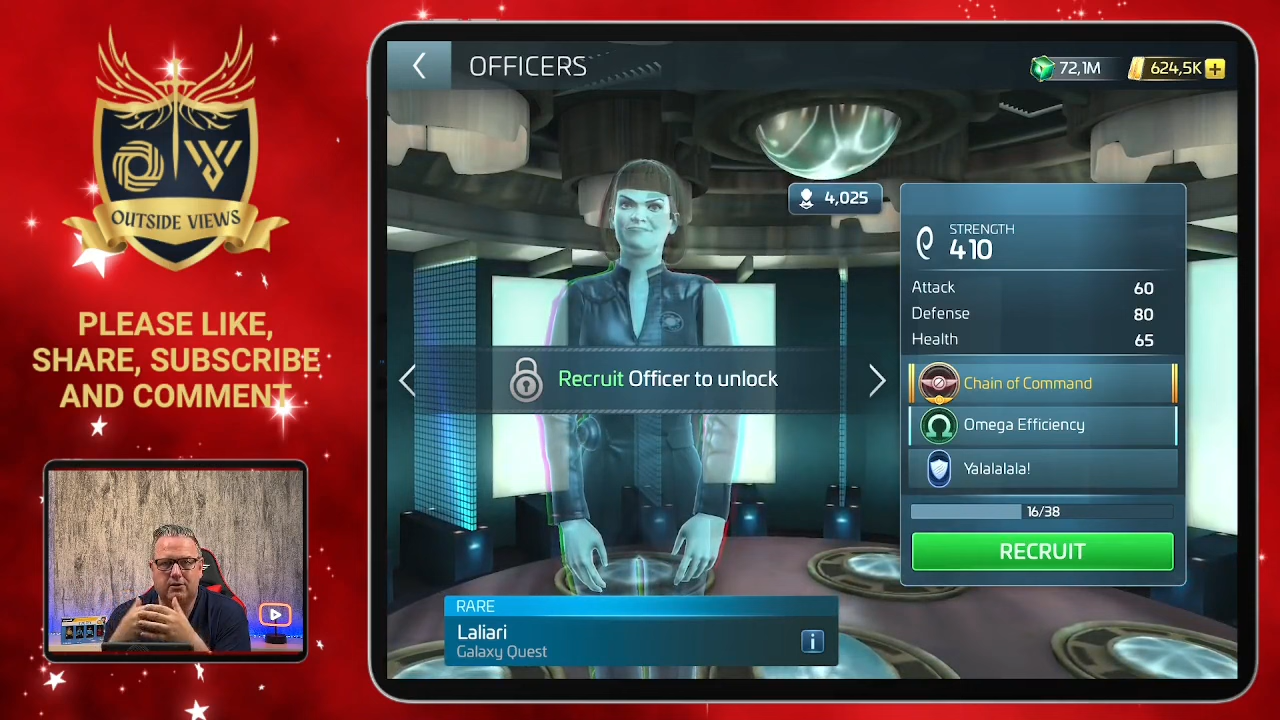 OUTSIDE VIEWS
PLEASE LIKE,
SHARE, SUBSCRIBE
AND COMMENT
OFFICERS
72,1M
624,5K
4,025
STRENGTH
410
Attack 60
Defense 80
Health 65
Recruit Officer to unlock
Chain of Command
Omega Efficiency
Yalalalala!
16/38
RECRUIT
RARE
Laliari
Galaxy Quest